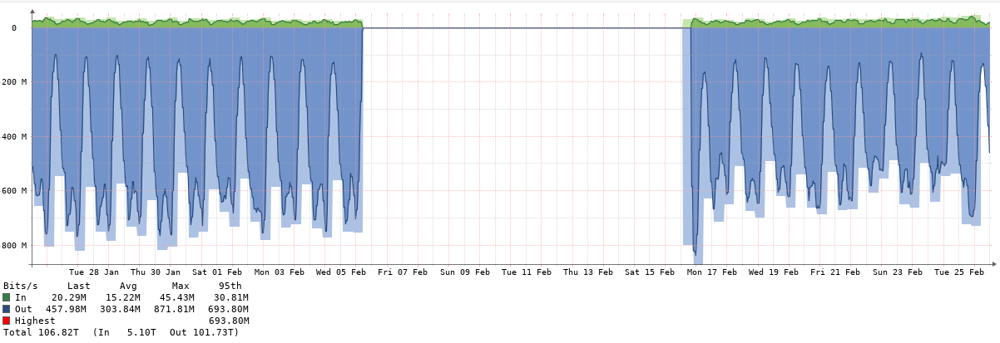 0
200 M
400 M
600 M
800 M
Tue 28 Jan Thu 30 Jan Sat 01 Feb Mon 03 Feb Wed 05 Feb Fri 07 Feb Sun 09 Feb Tue 11 Feb Thu 13 Feb Sat 15 Feb Mon 17 Feb Wed 19 Feb Fri 21 Feb Sun 23 Feb Tue 25 Feb
Bits/s Last Avg Max 95th
In 20.29M 15.22M 45.43M 30.81M
Out 457.98M 303.84M 871.81M 693.80M
Highest 693.80M
Total 106.82T (In 5.10T Out 101.73T)